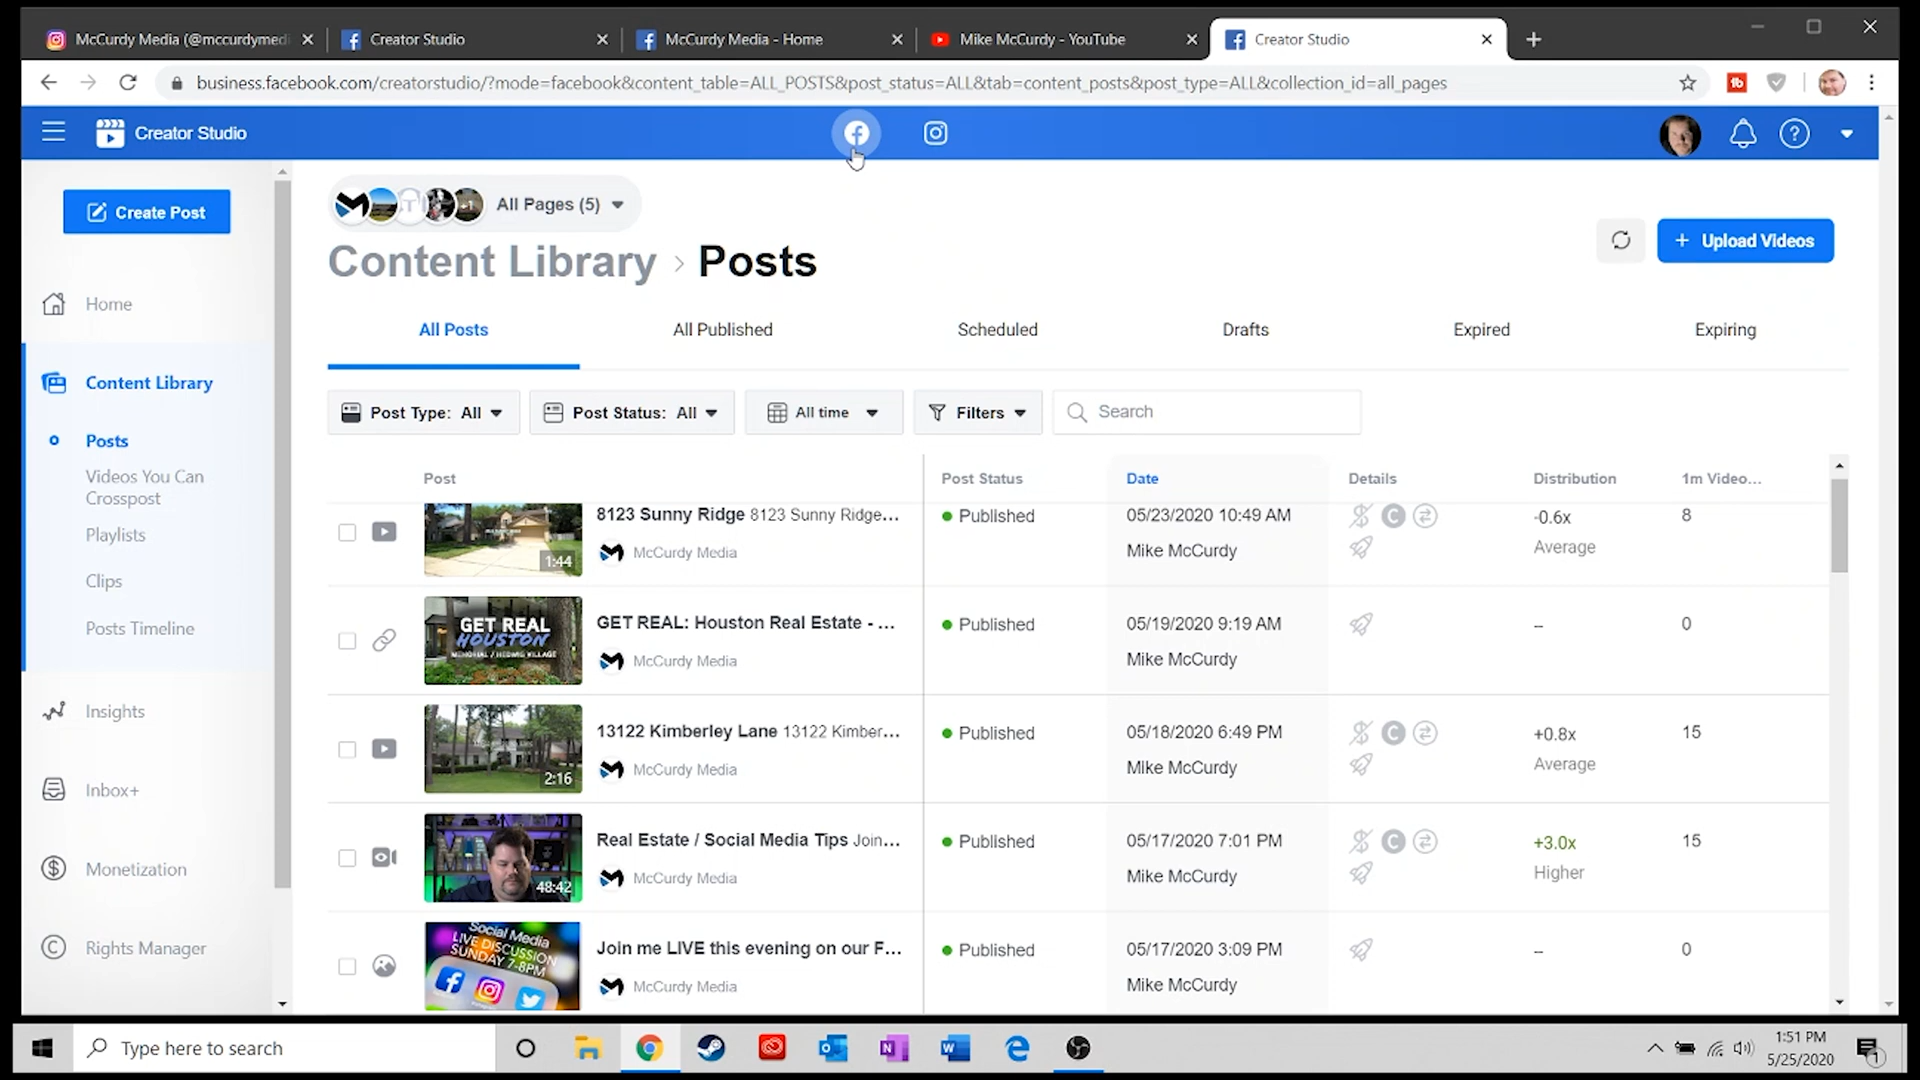 McCurdy Media (@mccurdymedi
Creator Studio
McCurdy Media - Home
Mike McCurdy - YouTube
Creator Studio
business.facebook.com/creatorstudio/?mode=facebook&content_table=ALL_POSTS&post_status=ALL&tab=content_posts&post_type=ALL&collection_id=all_pages
Creator Studio
Create Post
Home
Content Library
Posts
Videos You Can
Crosspost
Playlists
Clips
Posts Timeline
Insights
Inbox+
Monetization
Rights Manager
+1
All Pages (5)
Content Library > Posts
+ Upload Videos
All Posts
All Published
Scheduled
Drafts
Expired
Expiring
Post Type: All
Post Status: All
All time
Filters
Search
Post
Post Status
Date
Details
Distribution
1m Video...
1:44
8123 Sunny Ridge 8123 Sunny Ridge...
McCurdy Media
Published
05/23/2020 10:49 AM
Mike McCurdy
-0.6x
Average
8
GET REAL
HOUSTON
MEMORIAL / HEDWIG VILLAGE
GET REAL: Houston Real Estate - ...
McCurdy Media
Published
05/19/2020 9:19 AM
Mike McCurdy
--
0
2:16
13122 Kimberley Lane 13122 Kimber...
McCurdy Media
Published
05/18/2020 6:49 PM
Mike McCurdy
+0.8x
Average
15
48:42
Real Estate / Social Media Tips Join...
McCurdy Media
Published
05/17/2020 7:01 PM
Mike McCurdy
+3.0x
Higher
15
Social Media
LIVE DISCUSSION
SUNDAY 7-8PM
Join me LIVE this evening on our F...
McCurdy Media
Published
05/17/2020 3:09 PM
Mike McCurdy
--
0
Type here to search
1:51 PM
5/25/2020
1